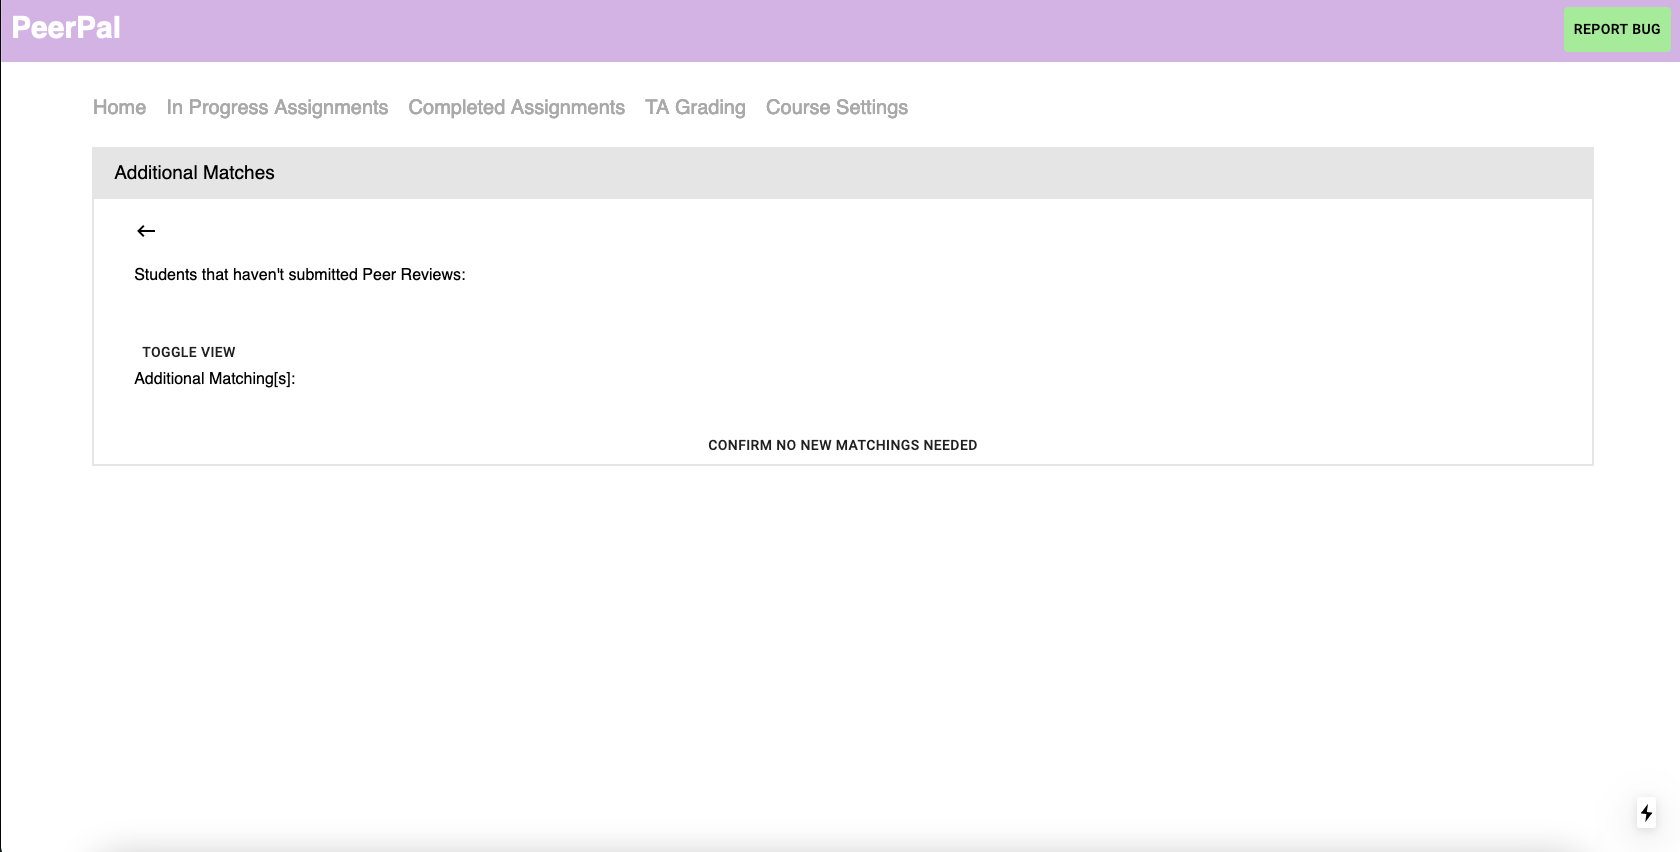 PeerPal
REPORT BUG
Home In Progress Assignments Completed Assignments TA Grading Course Settings
Additional Matches
Students that haven't submitted Peer Reviews:
TOGGLE VIEW
Additional Matching[s]:
CONFIRM NO NEW MATCHINGS NEEDED